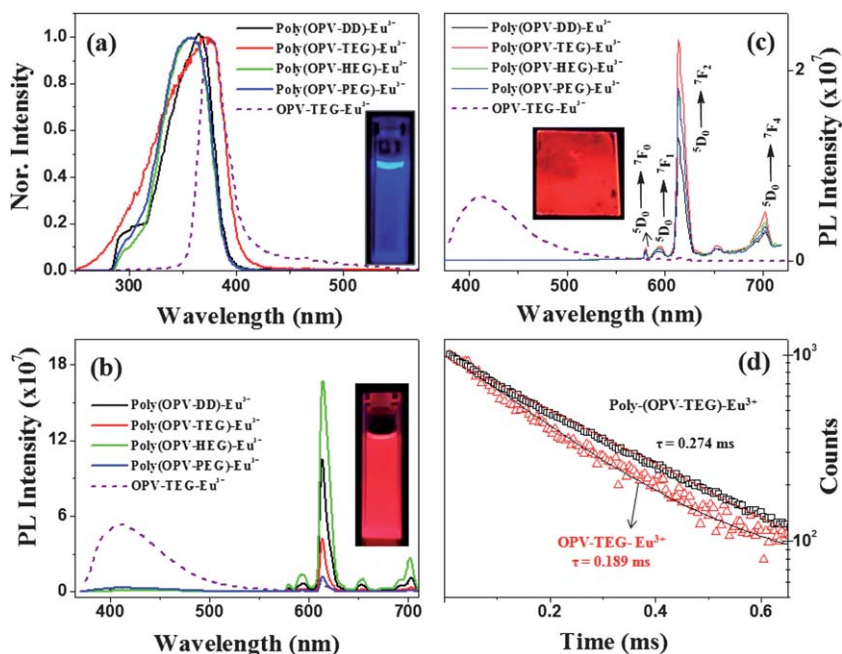 (a)
Nor. Intensity
1.0
0.8
0.6
0.4
0.2
0.0
Poly(OPV-DD)-Eu³⁻
Poly(OPV-TEG)-Eu³⁻
Poly(OPV-HEG)-Eu³⁻
Poly(OPV-PEG)-Eu³⁻
OPV-TEG-Eu³⁻
300 400 500
Wavelength (nm)
(c)
Poly(OPV-DD)-Eu³⁻
Poly(OPV-TEG)-Eu³⁻
Poly(OPV-HEG)-Eu³⁻
Poly(OPV-PEG)-Eu³⁻
OPV-TEG-Eu³⁻
⁵D₀ → ⁷F₀
⁵D₀ → ⁷F₁
⁵D₀ → ⁷F₂
⁵D₀ → ⁷F₄
2
0
PL Intensity (x10⁷)
400 500 600 700
Wavelength (nm)
(b)
PL Intensity (x10⁷)
18
12
6
0
Poly(OPV-DD)-Eu³⁻
Poly(OPV-TEG)-Eu³⁻
Poly(OPV-HEG)-Eu³⁻
Poly(OPV-PEG)-Eu³⁻
OPV-TEG-Eu³⁻
400 500 600 700
Wavelength (nm)
(d)
Poly-(OPV-TEG)-Eu³⁺
τ = 0.274 ms
OPV-TEG- Eu³⁺
τ = 0.189 ms
10³
10²
Counts
0.2 0.4 0.6
Time (ms)